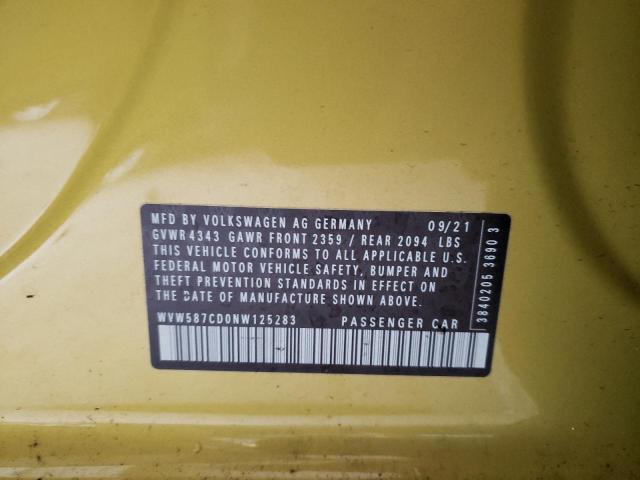 MFD BY VOLKSWAGEN AG GERMANY 09/21
GVWR 4343 GAWR FRONT 2359 / REAR 2094 LBS
THIS VEHICLE CONFORMS TO ALL APPLICABLE U.S.
FEDERAL MOTOR VEHICLE SAFETY, BUMPER AND
THEFT PREVENTION STANDARDS IN EFFECT ON
THE DATE OF MANUFACTURE SHOWN ABOVE.
WVW587CD0NW125283 PASSENGER CAR
3840205 3690 3